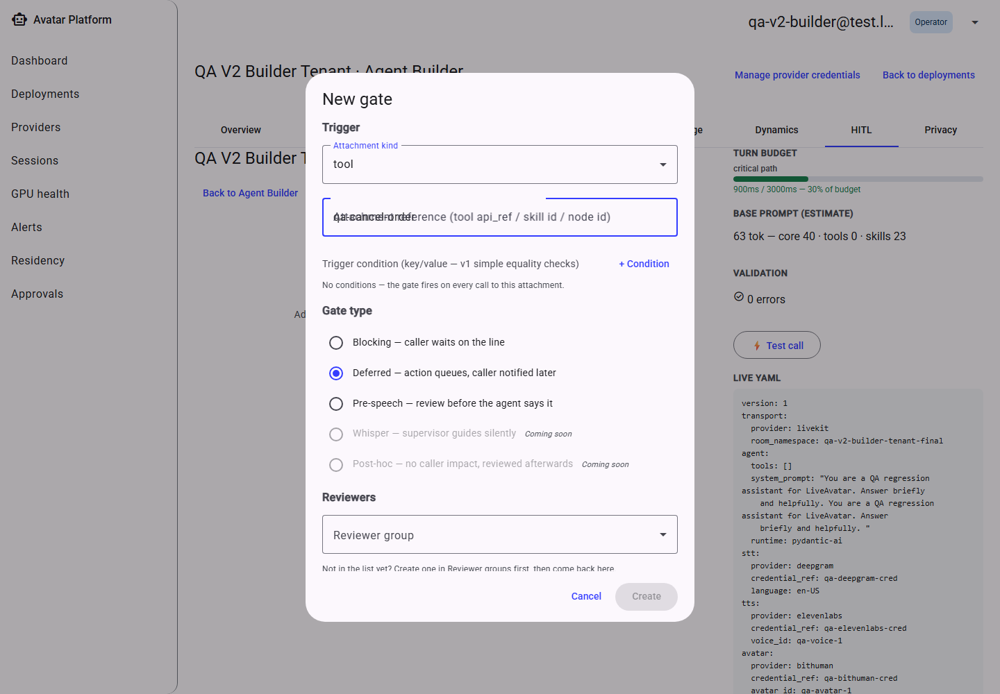 Avatar Platform
Dashboard
Deployments
Providers
Sessions
GPU health
Alerts
Residency
Approvals
qa-v2-builder@test.l...
Operator
QA V2 Builder Tenant · Agent Builder
Manage provider credentials
Back to deployments
Overview
Dynamics
HITL
Privacy
QA V2 Builder T
Back to Agent Builder
Ad
New gate
Trigger
Attachment kind
tool
qa-cancel-order
Attachment reference (tool api_ref / skill id / node id)
Trigger condition (key/value — v1 simple equality checks)
+ Condition
No conditions — the gate fires on every call to this attachment.
Gate type
Blocking — caller waits on the line
Deferred — action queues, caller notified later
Pre-speech — review before the agent says it
Whisper — supervisor guides silently Coming soon
Post-hoc — no caller impact, reviewed afterwards Coming soon
Reviewers
Reviewer group
Not in the list yet? Create one in Reviewer groups first, then come back here
Cancel
Create
TURN BUDGET
critical path
900ms / 3000ms — 30% of budget
BASE PROMPT (ESTIMATE)
63 tok — core 40 · tools 0 · skills 23
VALIDATION
0 errors
Test call
LIVE YAML
version: 1
transport:
provider: livekit
room_namespace: qa-v2-builder-tenant-final
agent:
tools: []
system_prompt: "You are a QA regression
assistant for LiveAvatar. Answer briefly
and helpfully. You are a QA regression
assistant for LiveAvatar. Answer
briefly and helpfully. "
runtime: pydantic-ai
stt:
provider: deepgram
credential_ref: qa-deepgram-cred
language: en-US
tts:
provider: elevenlabs
credential_ref: qa-elevenlabs-cred
voice_id: qa-voice-1
avatar:
provider: bithuman
credential_ref: qa-bithuman-cred
avatar_id: qa-avatar-1